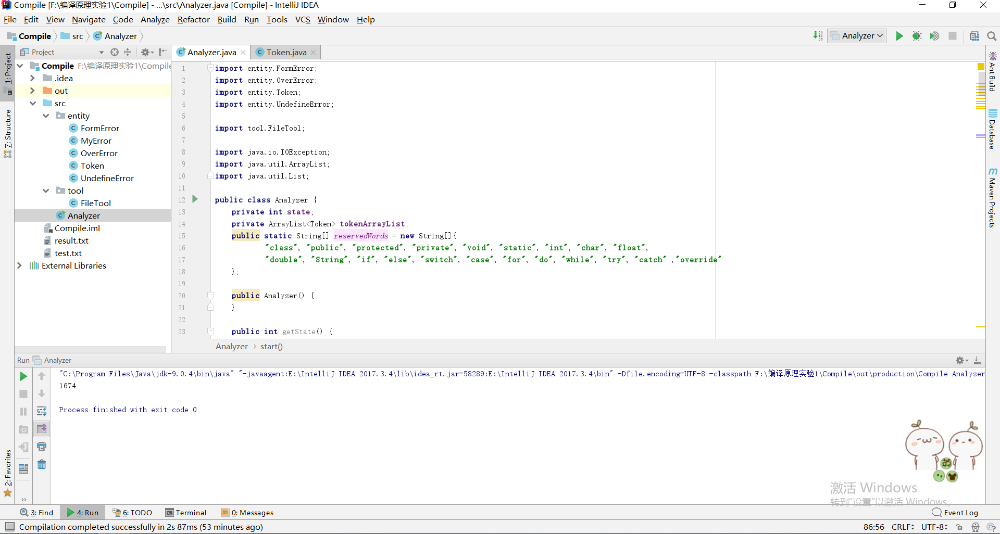 Compile [F:\编译原理实验1\Compile] - ...\src\Analyzer.java [Compile] - IntelliJ IDEA
File Edit View Navigate Code Analyze Refactor Build Run Tools VCS Window Help
Compile src Analyzer
Analyzer
Project
Analyzer.java Token.java
1: Project
Z: Structure
2: Favorites
Compile F:\编译原理实验1\Compile
.idea
out
src
entity
FormError
MyError
OverError
Token
UndefineError
tool
FileTool
Analyzer
Compile.iml
result.txt
test.txt
External Libraries
1 import entity.FormError;
2 import entity.OverError;
3 import entity.Token;
4 import entity.UndefineError;
5
6 import tool.FileTool;
7
8 import java.io.IOException;
9 import java.util.ArrayList;
10 import java.util.List;
11
12 public class Analyzer {
13 private int state;
14 private ArrayList<Token> tokenArrayList;
15 public static String[] reservedWords = new String[]{
16 "class", "public", "protected", "private", "void", "static", "int", "char", "float",
17 "double", "String", "if", "else", "switch", "case", "for", "do", "while", "try", "catch" ,"override"
18 };
19
20 public Analyzer() {
21 }
22
23 public int getState() {
Analyzer › start()
Ant Build
Database
Maven Projects
m
Run Analyzer
"C:\Program Files\Java\jdk-9.0.4\bin\java" "-javaagent:E:\IntelliJ IDEA 2017.3.4\lib\idea_rt.jar=58289:E:\IntelliJ IDEA 2017.3.4\bin" -Dfile.encoding=UTF-8 -classpath F:\编译原理实验1\Compile\out\production\Compile Analyzer
1674
Process finished with exit code 0
英
激活 Windows
转到"设置"以激活 Windows。
3: Find 4: Run 6: TODO Terminal 0: Messages
Event Log
Compilation completed successfully in 2s 87ms (53 minutes ago)
86:56 CRLF UTF-8